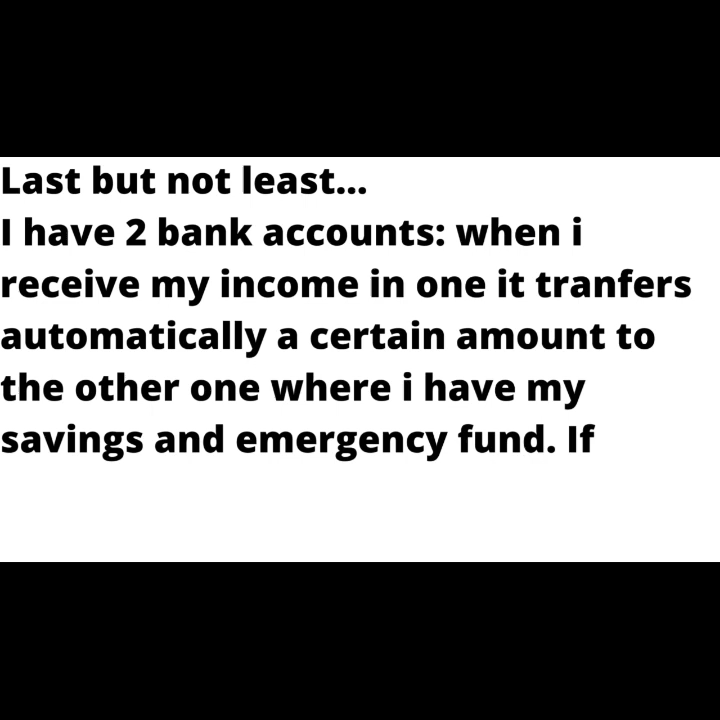 Last but not least...
I have 2 bank accounts: when i
receive my income in one it tranfers
automatically a certain amount to
the other one where i have my
savings and emergency fund. If